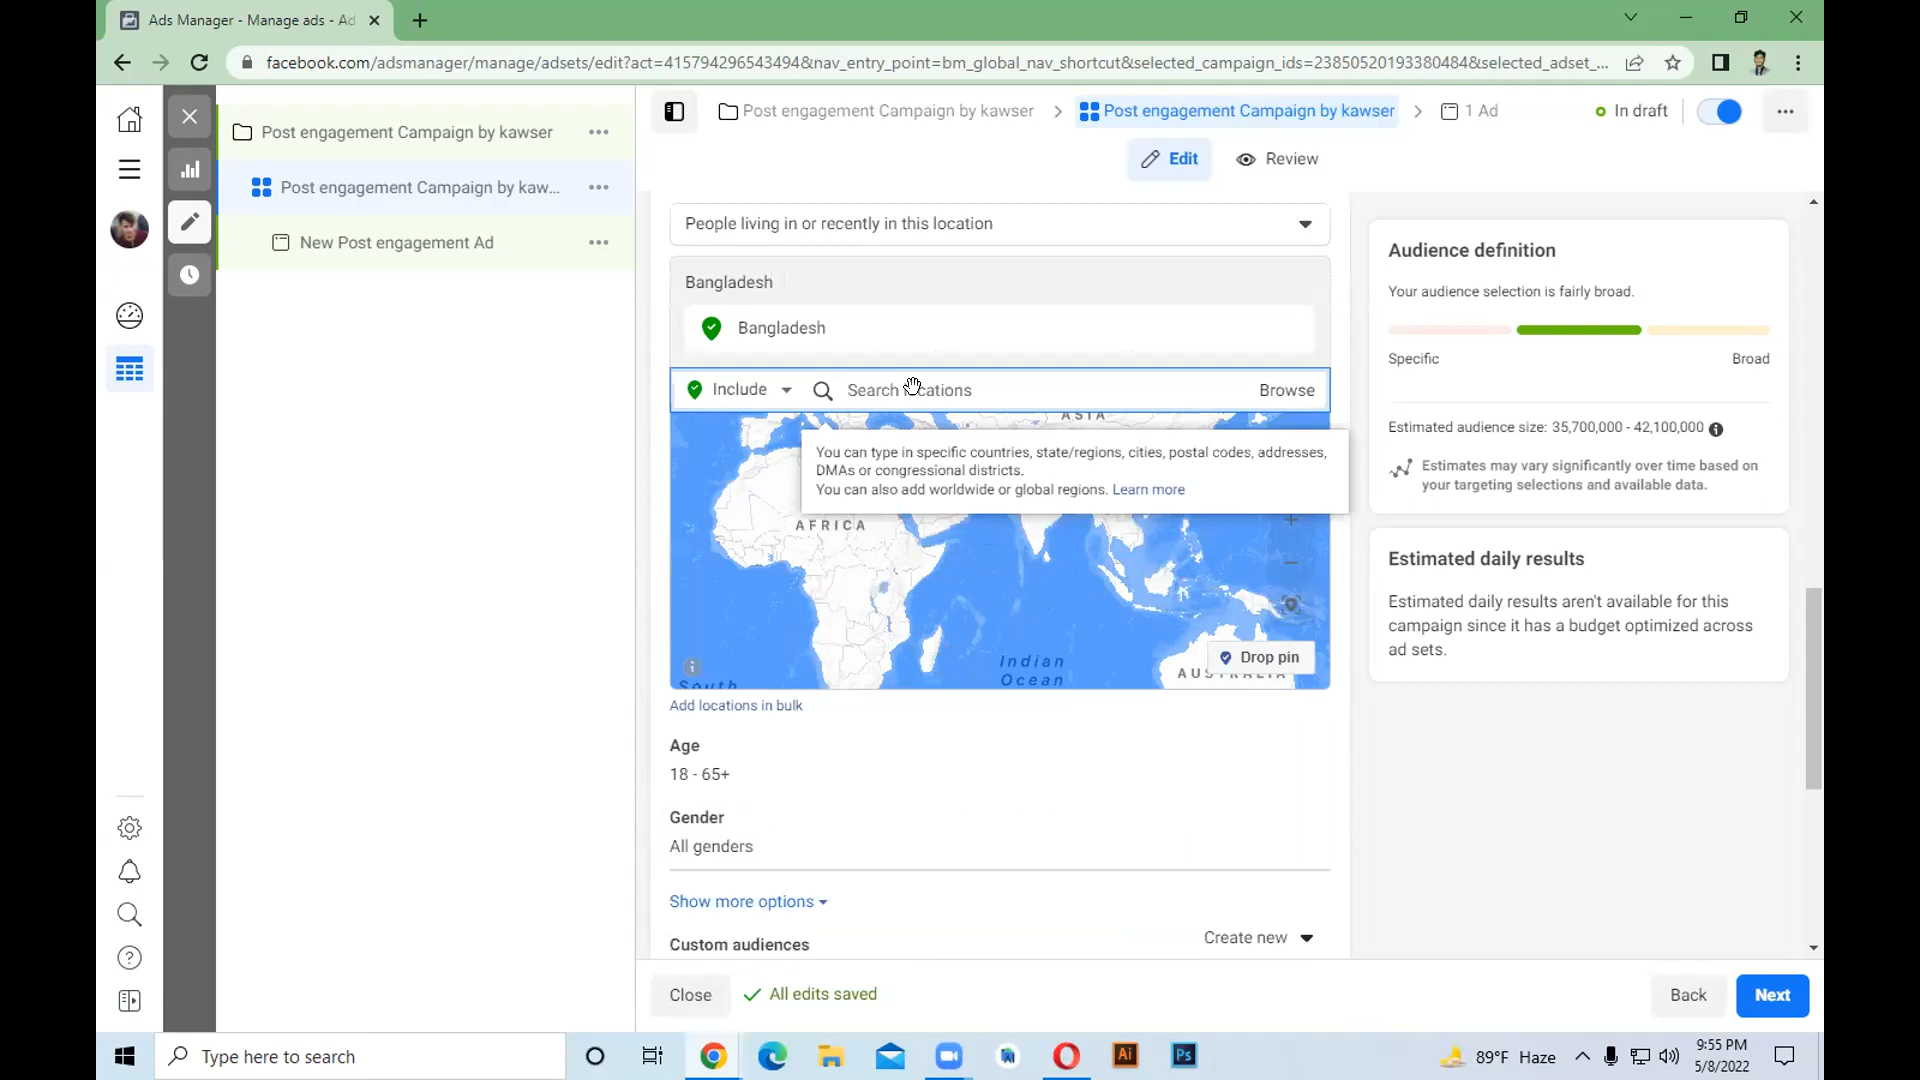 Ads Manager - Manage ads - Ad
facebook.com/adsmanager/manage/adsets/edit?act=415794296543494&nav_entry_point=bm_global_nav_shortcut&selected_campaign_ids=23850520193380484&selected_adset_...
Post engagement Campaign by kawser
Post engagement Campaign by kaw...
New Post engagement Ad
Post engagement Campaign by kawser
Post engagement Campaign by kawser
1 Ad
In draft
Edit
Review
People living in or recently in this location
Bangladesh
Bangladesh
Include
Search locations
Browse
ASIA
You can type in specific countries, state/regions, cities, postal codes, addresses,
DMAs or congressional districts.
You can also add worldwide or global regions. Learn more
AFRICA
Indian
Ocean
Drop pin
AUSTRALIA
South
Add locations in bulk
Age
18 - 65+
Gender
All genders
Show more options
Custom audiences
Create new
Audience definition
Your audience selection is fairly broad.
Specific
Broad
Estimated audience size: 35,700,000 - 42,100,000
Estimates may vary significantly over time based on
your targeting selections and available data.
Estimated daily results
Estimated daily results aren't available for this
campaign since it has a budget optimized across
ad sets.
Close
All edits saved
Back
Next
Type here to search
Ai
Ps
89°F Haze
9:55 PM
5/8/2022